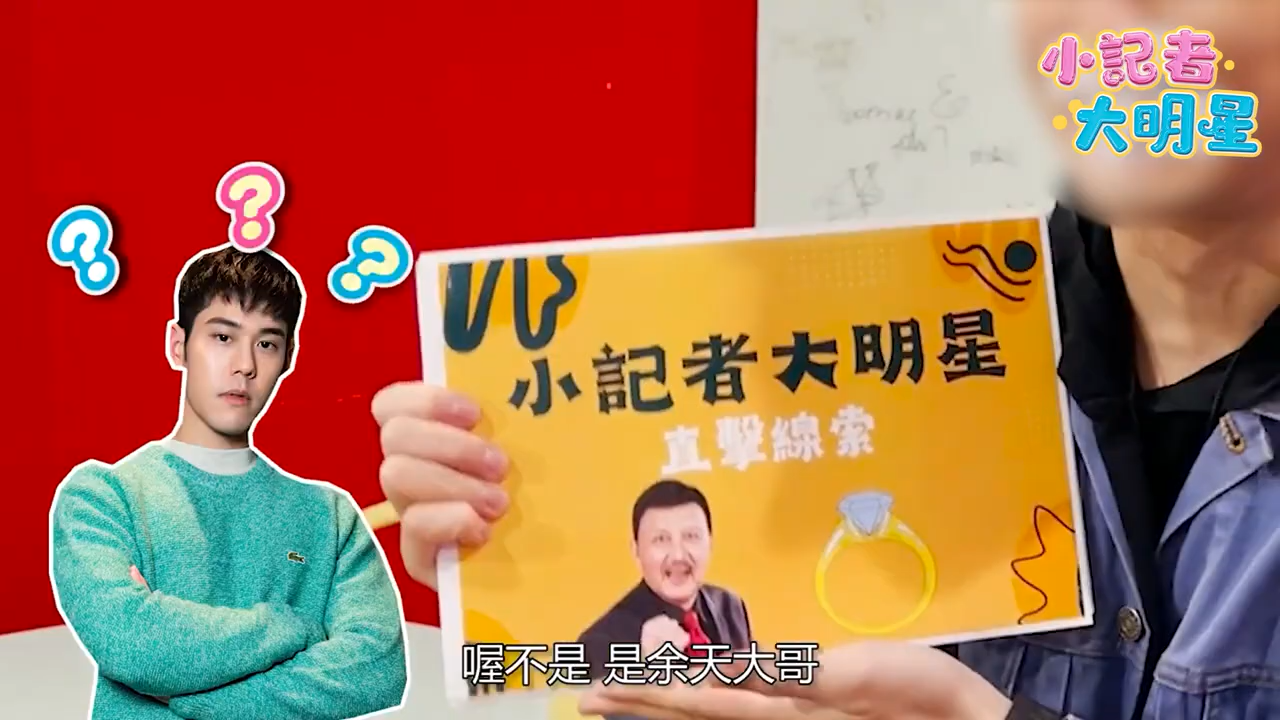 小記者
大明星
小記者大明星
直擊線索
喔不是 是余天大哥